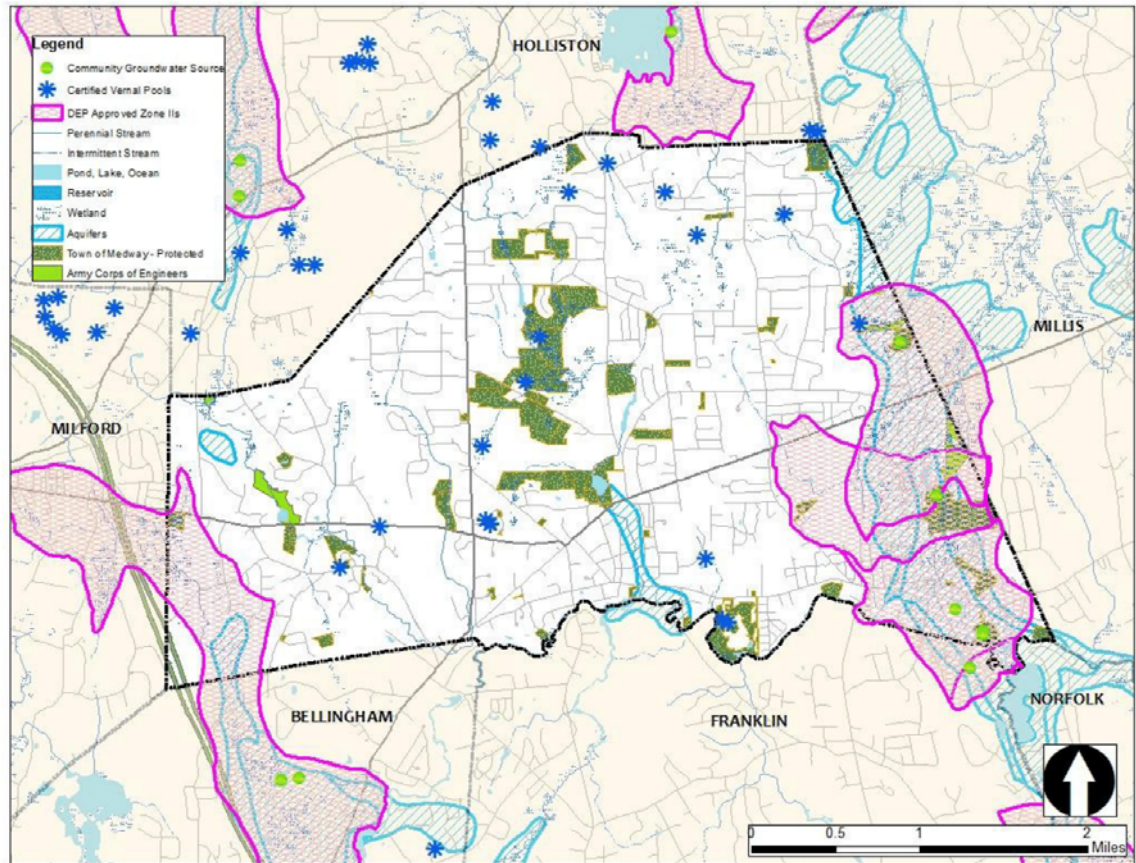 Legend
Community Groundwater Source
Certified Vernal Pools
DEP Approved Zone IIs
Perennial Stream
Intermittent Stream
Pond, Lake, Ocean
Reservoir
Wetland
Aquifers
Town of Medway - Protected
Army Corps of Engineers
HOLLISTON
MILLIS
MILFORD
BELLINGHAM
FRANKLIN
NORFOLK
0 0.5 1 2
Miles